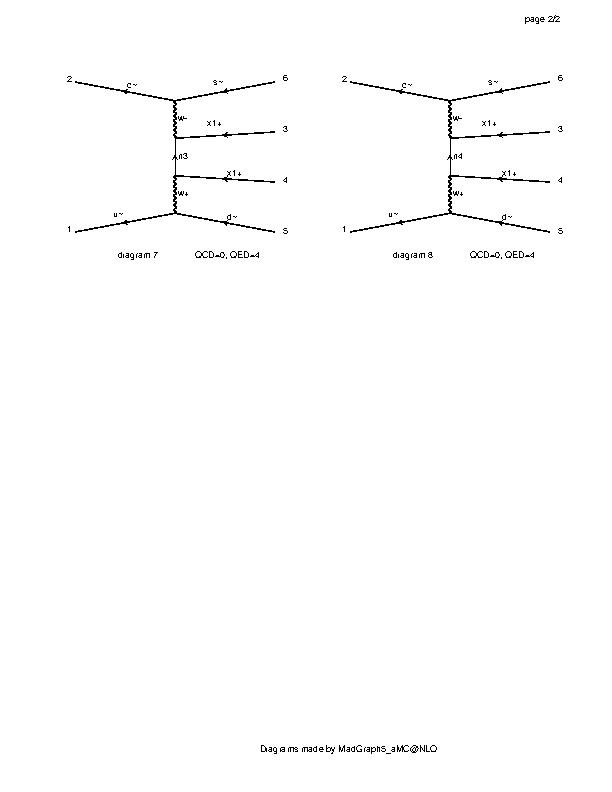 page 2/2
2 c~ s~ 6
w-
x1+ 3
n3
x1+ 4
w+
1 u~ d~ 5
diagram 7 QCD=0, QED=4
2 c~ s~ 6
w-
x1+ 3
n4
x1+ 4
w+
1 u~ d~ 5
diagram 8 QCD=0, QED=4
Diagrams made by MadGraph5_aMC@NLO